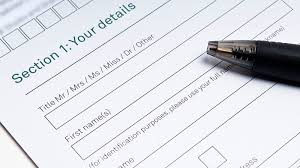 Section 1: Your details
Title Mr / Mrs / Ms / Miss / Dr / Other
First name(s)
(for identification purposes, please use your full name